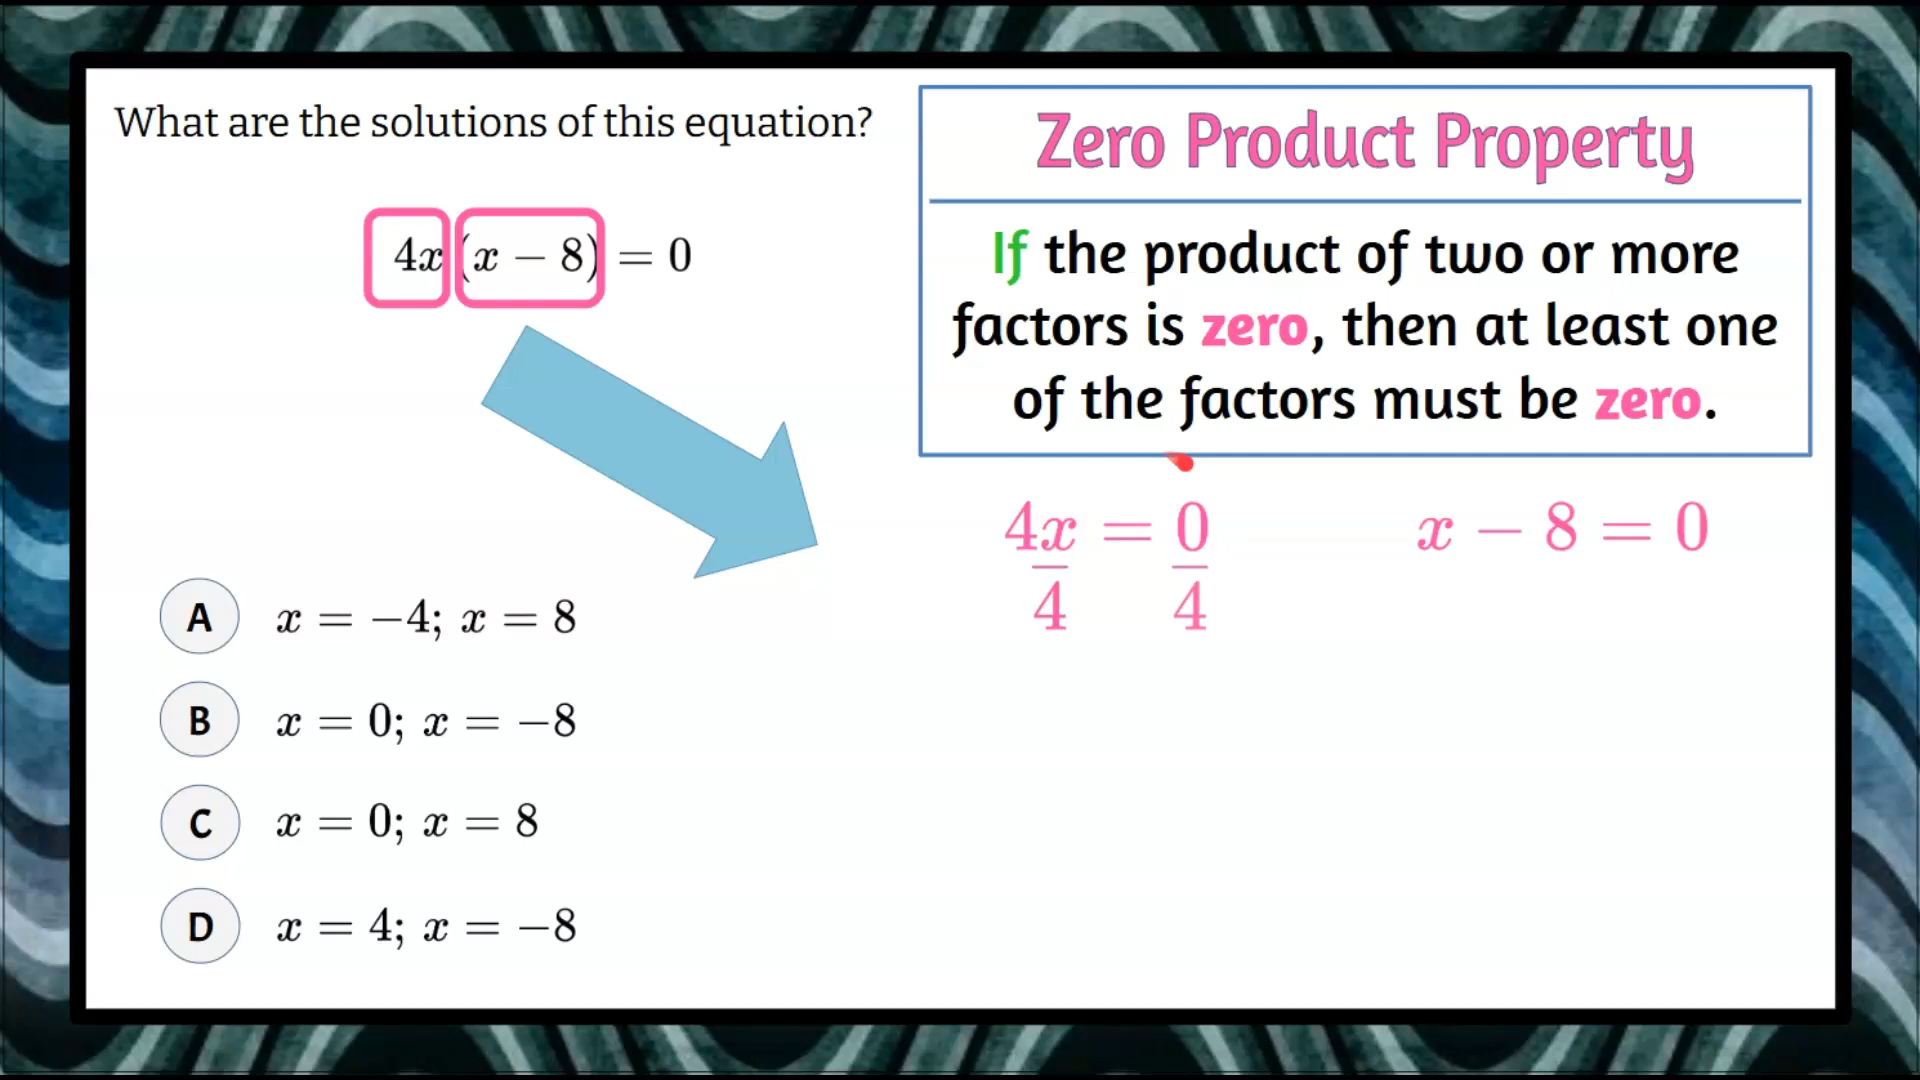 What are the solutions of this equation?
4x (x − 8) = 0
A x = −4; x = 8
B x = 0; x = −8
C x = 0; x = 8
D x = 4; x = −8
Zero Product Property
If the product of two or more
factors is zero, then at least one
of the factors must be zero.
4x = 0 x − 8 = 0
4 4